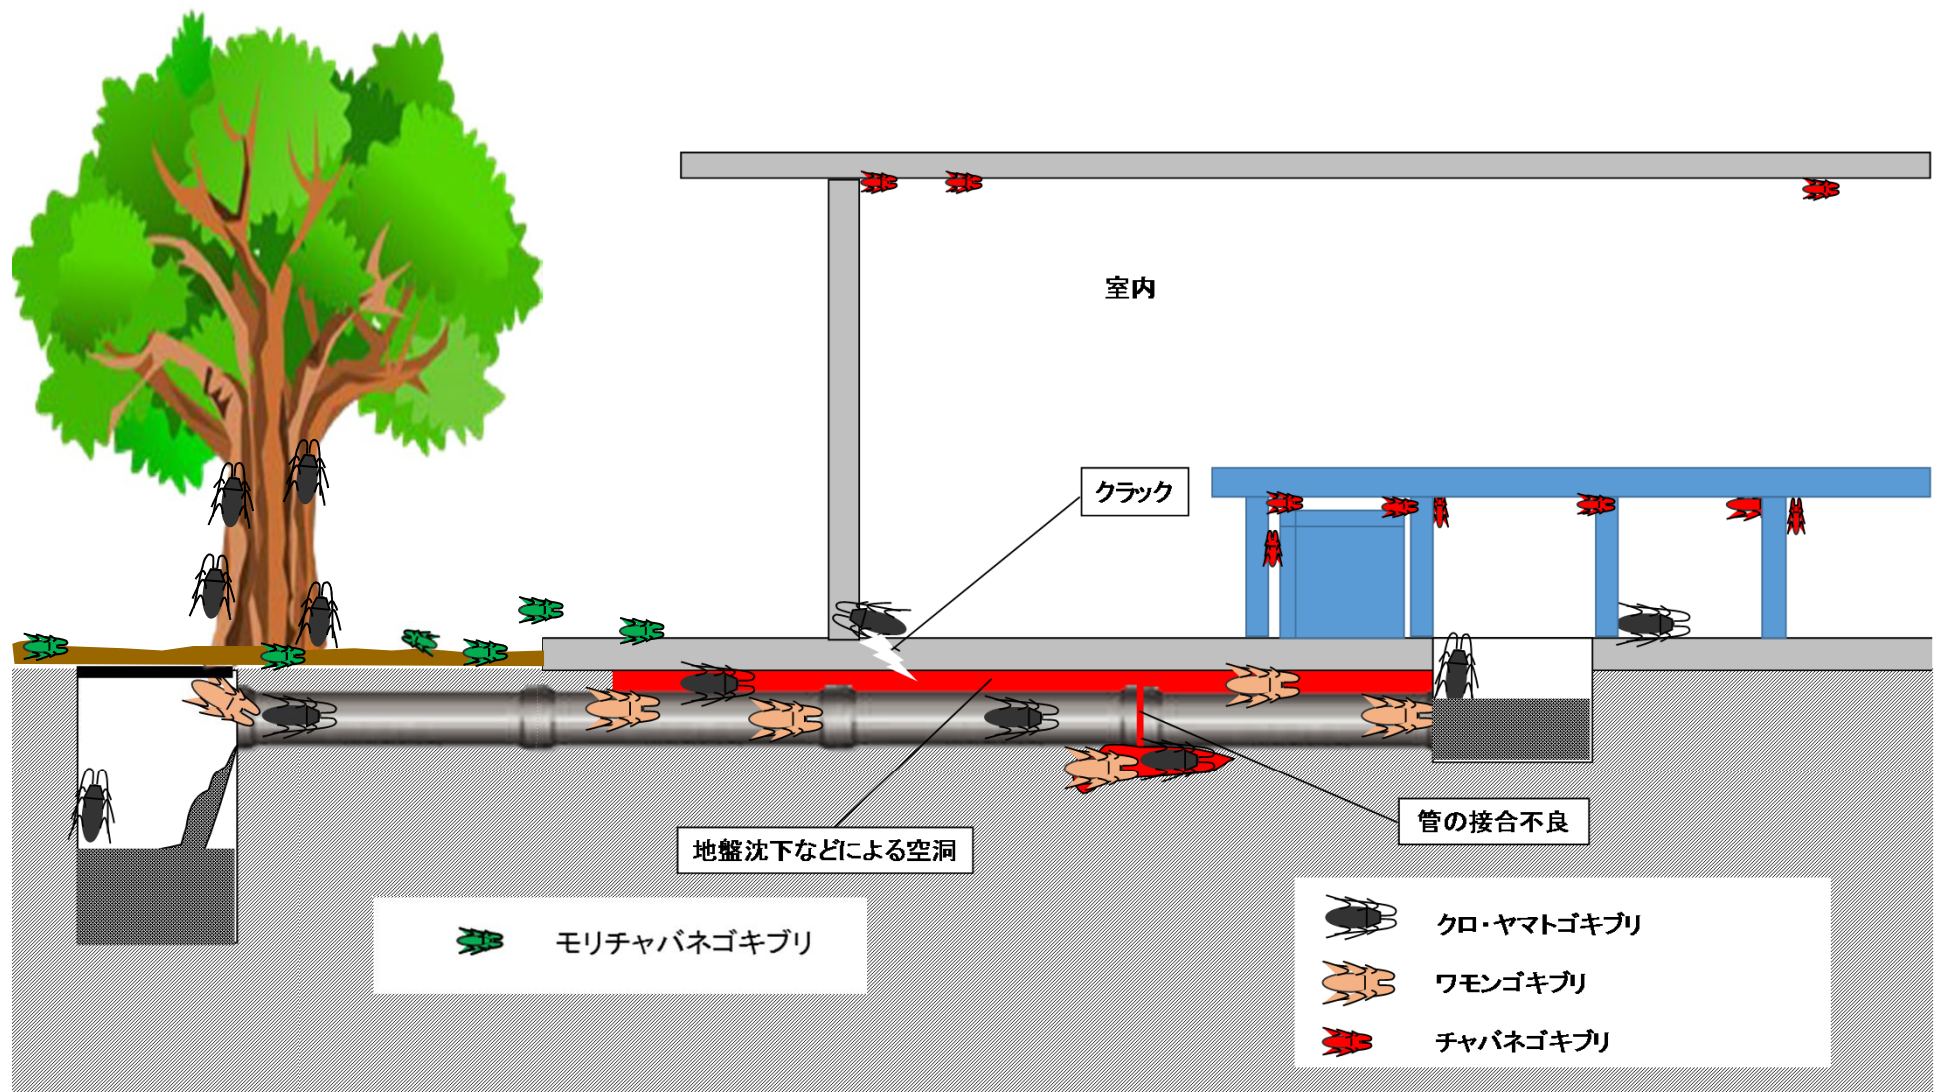 室内
クラック
管の接合不良
地盤沈下などによる空洞
モリチャバネゴキブリ
クロ・ヤマトゴキブリ
ワモンゴキブリ
チャバネゴキブリ